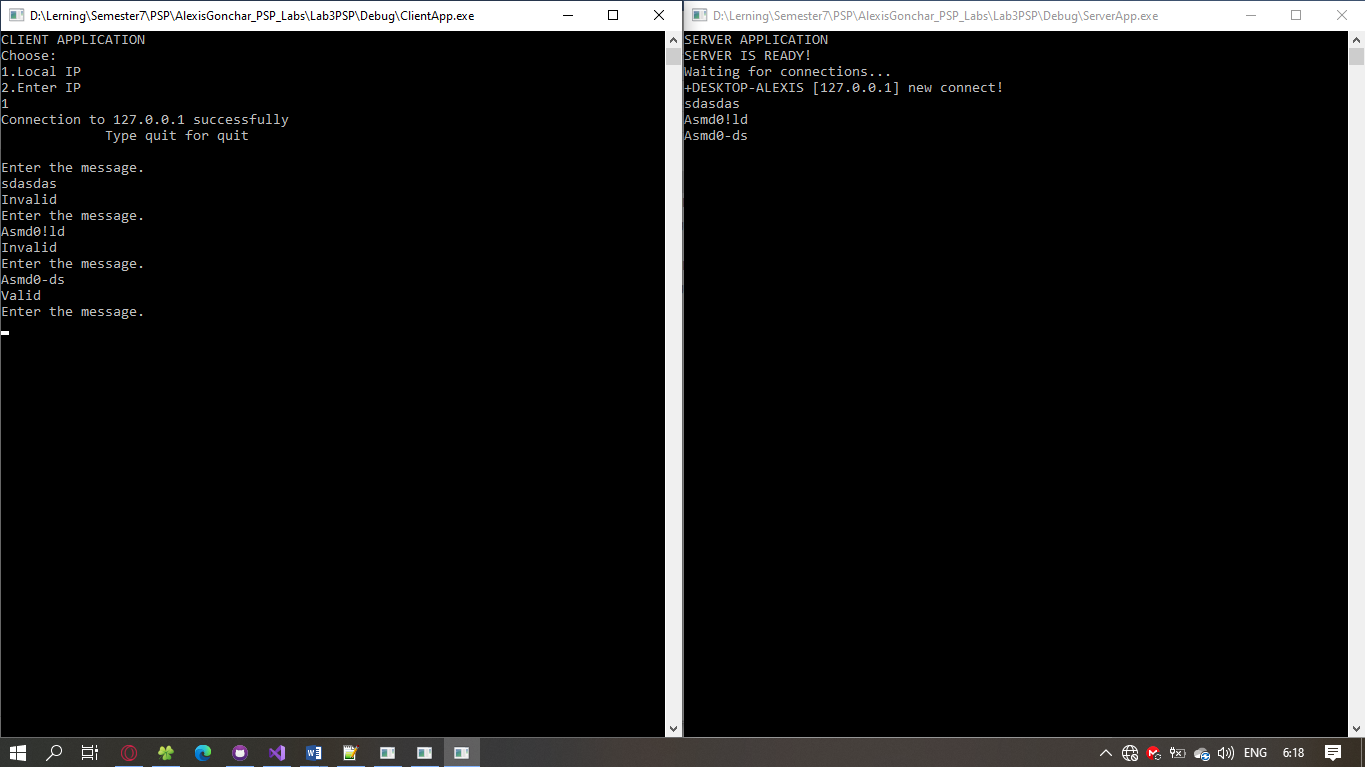 D:\Lerning\Semester7\PSP\AlexisGonchar_PSP_Labs\Lab3PSP\Debug\ClientApp.exe
CLIENT APPLICATION
Choose:
1.Local IP
2.Enter IP
1
Connection to 127.0.0.1 successfully
Type quit for quit
Enter the message.
sdasdas
Invalid
Enter the message.
Asmd0!ld
Invalid
Enter the message.
Asmd0-ds
Valid
Enter the message.
D:\Lerning\Semester7\PSP\AlexisGonchar_PSP_Labs\Lab3PSP\Debug\ServerApp.exe
SERVER APPLICATION
SERVER IS READY!
Waiting for connections...
+DESKTOP-ALEXIS [127.0.0.1] new connect!
sdasdas
Asmd0!ld
Asmd0-ds
ENG
6:18